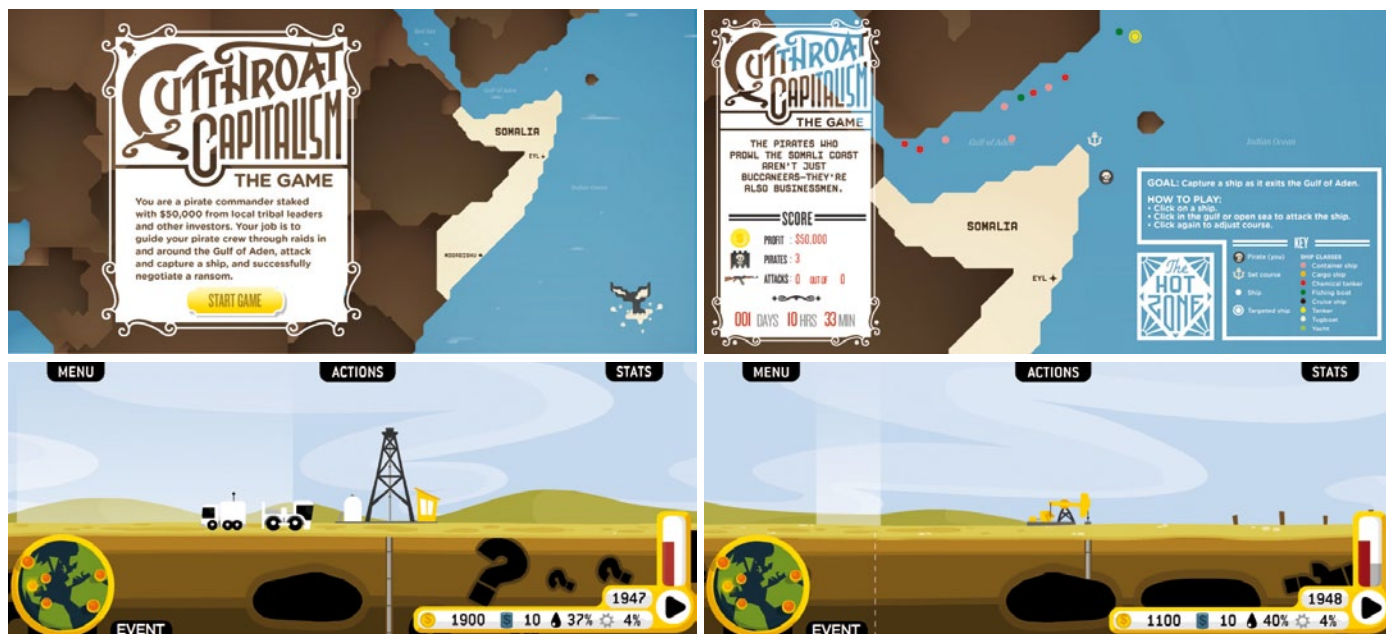 CUTTHROAT
CAPITALISM
THE GAME
You are a pirate commander staked
with $50,000 from local tribal leaders
and other investors. Your job is to
guide your pirate crew through raids in
and around the Gulf of Aden, attack
and capture a ship, and successfully
negotiate a ransom.
START GAME
Red Sea
Gulf of Aden
SOMALIA
EYL
Indian Ocean
MOGADISHU
CUTTHROAT
CAPITALISM
THE GAME
THE PIRATES WHO
PROWL THE SOMALI COAST
AREN'T JUST
BUCCANEERS—THEY'RE
ALSO BUSINESSMEN.
SCORE
PROFIT : $50,000
PIRATES : 3
ATTACKS : 0 OUT OF 0
001 DAYS 10 HRS 33 MIN
Gulf of Aden
Indian Ocean
SOMALIA
EYL
GOAL: Capture a ship as it exits the Gulf of Aden.
HOW TO PLAY:
• Click on a ship.
• Click in the gulf or open sea to attack the ship.
• Click again to adjust course.
The
HOT
ZONE
KEY
Pirate (you)
Set course
Ship
Targeted ship
SHIP CLASSES
Container ship
Cargo ship
Chemical tanker
Fishing boat
Cruise ship
Tanker
Tugboat
Yacht
MENU
ACTIONS
STATS
? ? ?
1947
EVENT
$ 1900 $ 10 37% 4%
MENU
ACTIONS
STATS
1948
EVENT
$ 1100 $ 10 40% 4%